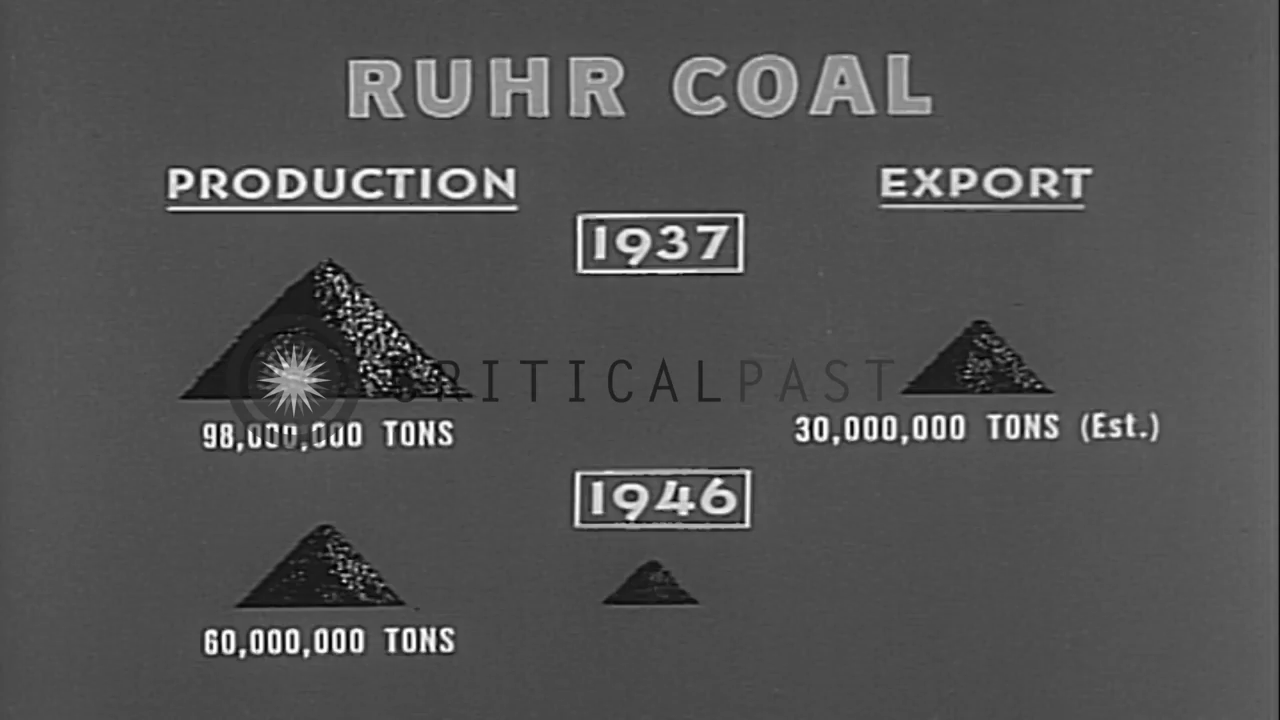 RUHR COAL
PRODUCTION
EXPORT
1937
CRITICALPAST
98,000,000 TONS
30,000,000 TONS (Est.)
1946
60,000,000 TONS